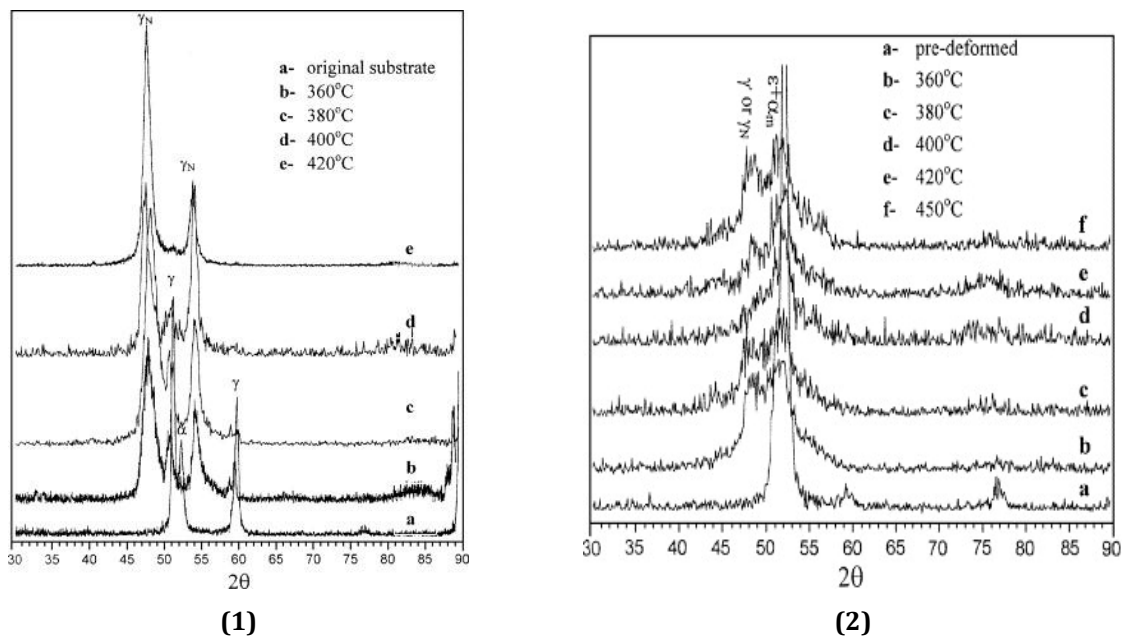 γN
a- original substrate
b- 360°C
c- 380°C
d- 400°C
e- 420°C
γN
e
γ
d
γ
c
α
b
a
30 35 40 45 50 55 60 65 70 75 80 85 90
2θ
(1)
a- pre-deformed
b- 360°C
c- 380°C
d- 400°C
e- 420°C
f- 450°C
γ or γN
ε+αm
f
e
d
c
b
a
30 35 40 45 50 55 60 65 70 75 80 85 90
2θ
(2)